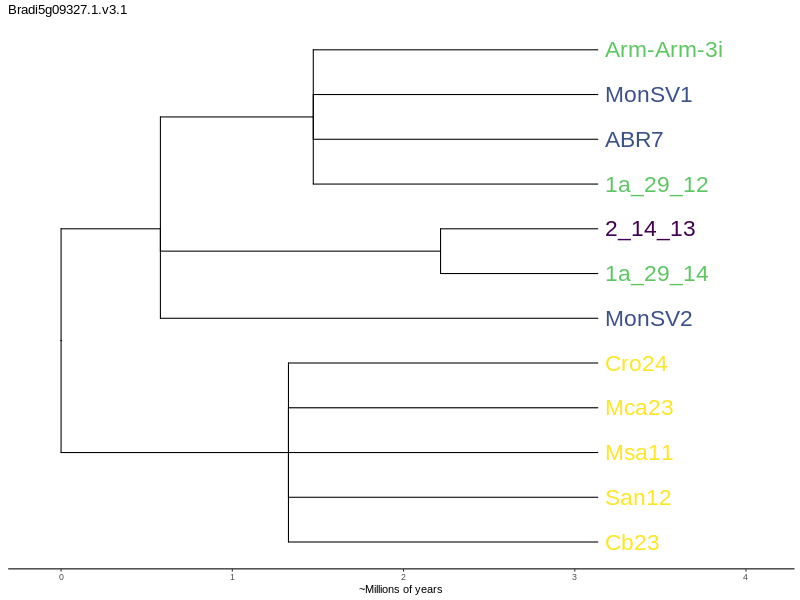 Bradi5g09327.1.v3.1
Arm-Arm-3i
MonSV1
ABR7
1a_29_12
2_14_13
1a_29_14
MonSV2
Cro24
Mca23
Msa11
San12
Cb23
0 1 2 3 4
~Millions of years